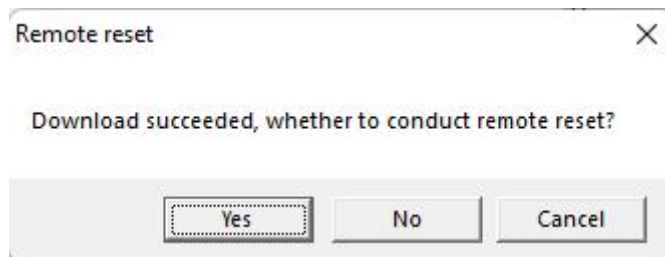 Remote reset
Download succeeded, whether to conduct remote reset?
Yes No Cancel